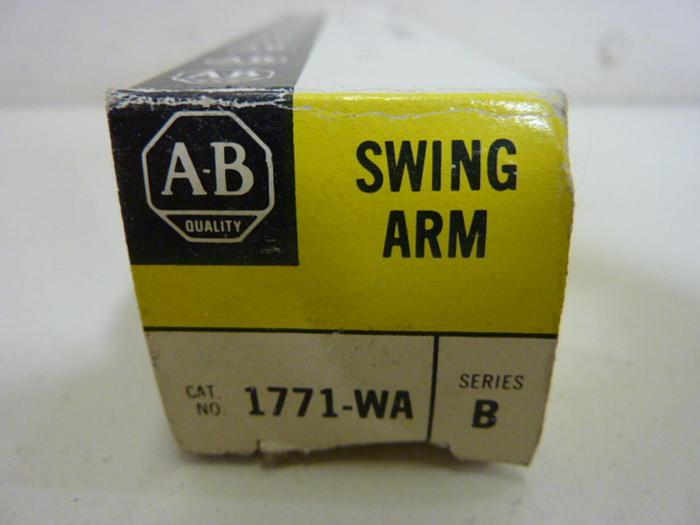 A-B
A-B
QUALITY
SWING
ARM
CAT.
NO.
1771-WA
SERIES
B